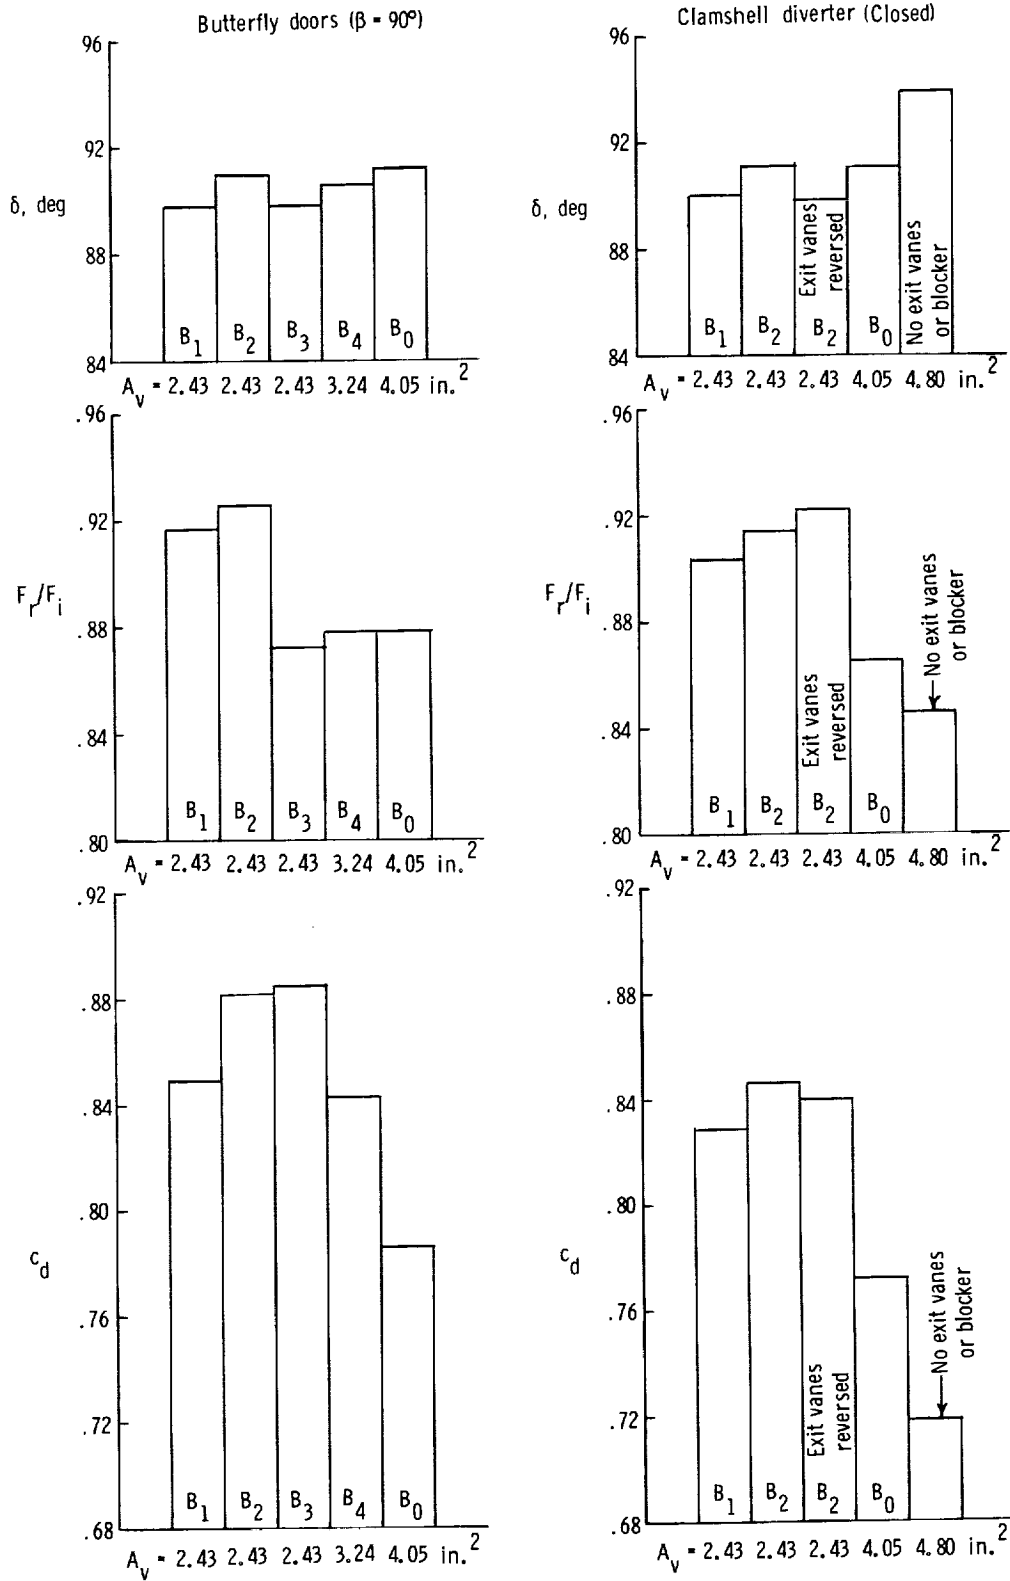 Butterfly doors (β = 90°)
96
92
δ, deg
88
84
B1 B2 B3 B4 B0
Av = 2.43 2.43 2.43 3.24 4.05 in.²
Clamshell diverter (Closed)
96
92
δ, deg
88
84
Exit vanes
reversed
No exit vanes
or blocker
B1 B2 B2 B0
Av = 2.43 2.43 2.43 4.05 4.80 in.²
.96
.92
Fr/Fi
.88
.84
.80
B1 B2 B3 B4 B0
Av = 2.43 2.43 2.43 3.24 4.05 in.²
.96
.92
Fr/Fi
.88
.84
.80
Exit vanes
reversed
No exit vanes
or blocker
B1 B2 B2 B0
Av = 2.43 2.43 2.43 4.05 4.80 in.²
.92
.88
.84
.80
cd
.76
.72
.68
B1 B2 B3 B4 B0
Av = 2.43 2.43 2.43 3.24 4.05 in.²
.92
.88
.84
.80
cd
.76
.72
.68
Exit vanes
reversed
No exit vanes
or blocker
B1 B2 B2 B0
Av = 2.43 2.43 2.43 4.05 4.80 in.²